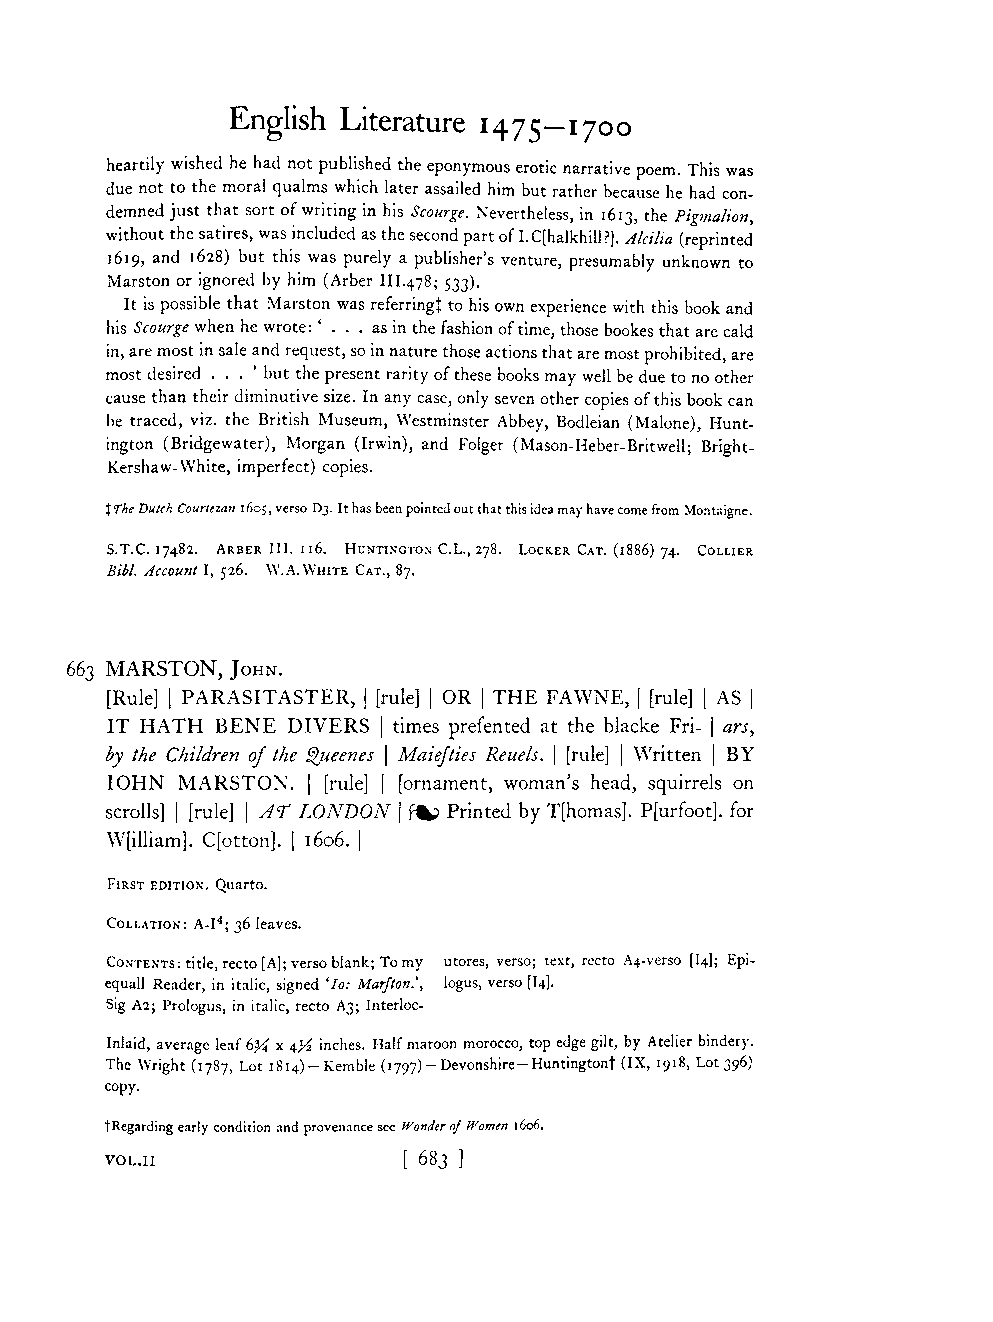 English Literature 1475—1700
heartily wished he had not published the eponymous erotic narrative poem. This was
due not to the moral qualms which later assailed him but rather because he had con-
demned just that sort of writing in his Scourge. Nevertheless, in 1613, the Pigmalion,
without the satires, was included as the second part of I.C[halkhill?]. Alcilia (reprinted
1619, and 1628) but this was purely a publisher's venture, presumably unknown to
Marston or ignored by him (Arber III.478; 533).
It is possible that Marston was referring‡ to his own experience with this book and
his Scourge when he wrote: ' . . . as in the fashion of time, those bookes that are cald
in, are most in sale and request, so in nature those actions that are most prohibited, are
most desired . . . ' but the present rarity of these books may well be due to no other
cause than their diminutive size. In any case, only seven other copies of this book can
be traced, viz. the British Museum, Westminster Abbey, Bodleian (Malone), Hunt-
ington (Bridgewater), Morgan (Irwin), and Folger (Mason-Heber-Britwell; Bright-
Kershaw-White, imperfect) copies.
‡The Dutch Courtezan 1605, verso D3. It has been pointed out that this idea may have come from Montaigne.
S.T.C. 17482. ARBER III. 116. HUNTINGTON C.L., 278. LOCKER CAT. (1886) 74. COLLIER
Bibl. Account I, 526. W.A.WHITE CAT., 87.
663 MARSTON, JOHN.
[Rule] | PARASITASTER, | [rule] | OR | THE FAWNE, | [rule] | AS |
IT HATH BENE DIVERS | times preſented at the blacke Fri- | ars,
by the Children of the Queenes | Maieſties Reuels. | [rule] | Written | BY
IOHN MARSTON. | [rule] | [ornament, woman's head, squirrels on
scrolls] | [rule] | AT LONDON | Printed by T[homas]. P[urfoot]. for
W[illiam]. C[otton]. | 1606. |
FIRST EDITION. Quarto.
COLLATION: A-I⁴; 36 leaves.
CONTENTS: title, recto [A]; verso blank; To my
equall Reader, in italic, signed 'Io: Marſton.',
Sig A2; Prologus, in italic, recto A3; Interloc-
utores, verso; text, recto A4-verso [I4]; Epi-
logus, verso [I4].
Inlaid, average leaf 6¾ x 4½ inches. Half maroon morocco, top edge gilt, by Atelier bindery.
The Wright (1787, Lot 1814)—Kemble (1797)—Devonshire—Huntington† (IX, 1918, Lot 396)
copy.
†Regarding early condition and provenance see Wonder of Women 1606.
VOL.II [ 683 ]